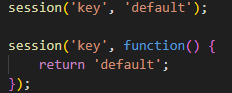 session('key', 'default');
session('key', function() {
    return 'default';
});